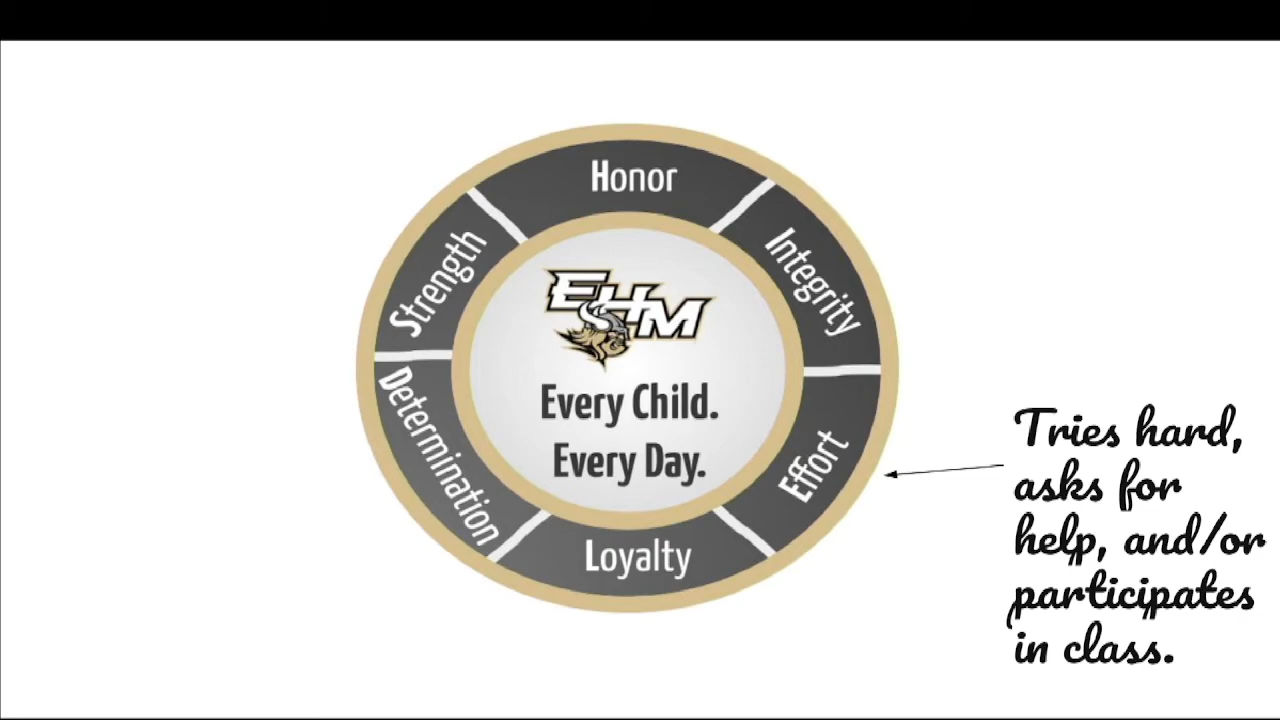 Honor
Integrity
Effort
Loyalty
Determination
Strength
EHM
Every Child.
Every Day.
Tries hard,
asks for
help, and/or
participates
in class.